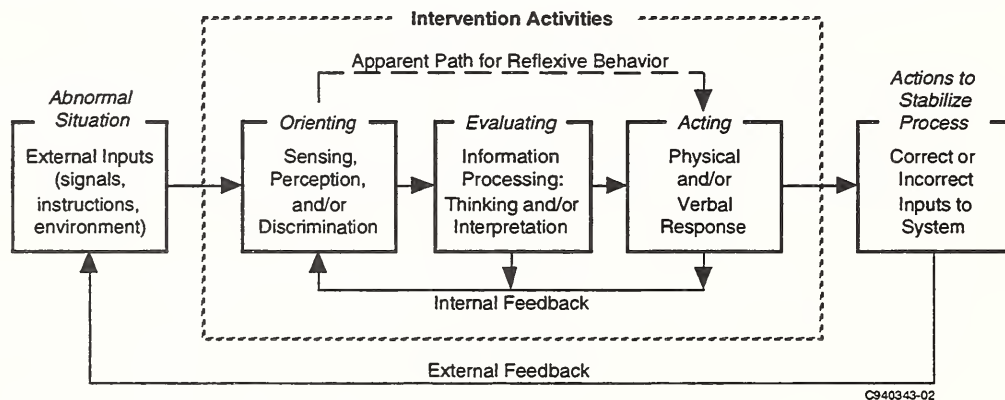 Intervention Activities
Apparent Path for Reflexive Behavior
Abnormal
Situation
External Inputs
(signals,
instructions,
environment)
Orienting
Sensing,
Perception,
and/or
Discrimination
Evaluating
Information
Processing:
Thinking and/or
Interpretation
Acting
Physical
and/or
Verbal
Response
Actions to
Stabilize
Process
Correct or
Incorrect
Inputs to
System
Internal Feedback
External Feedback
C940343-02